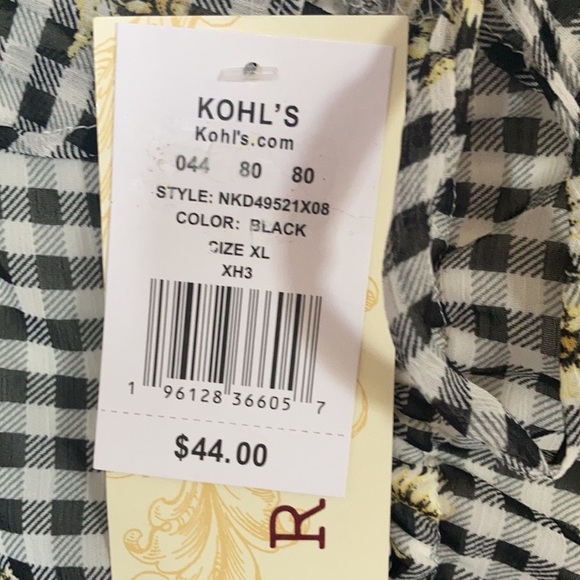 KOHL'S
Kohl's.com
044 80 80
STYLE: NKD49521X08
COLOR: BLACK
SIZE XL
XH3
1 96128 36605 7
$44.00
R